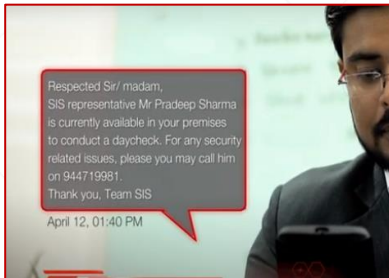 Respected Sir/ madam,
SIS representative Mr Pradeep Sharma
is currently available in your premises
to conduct a daycheck. For any security
related issues, please you may call him
on 944719981.
Thank you, Team SIS
April 12, 01:40 PM